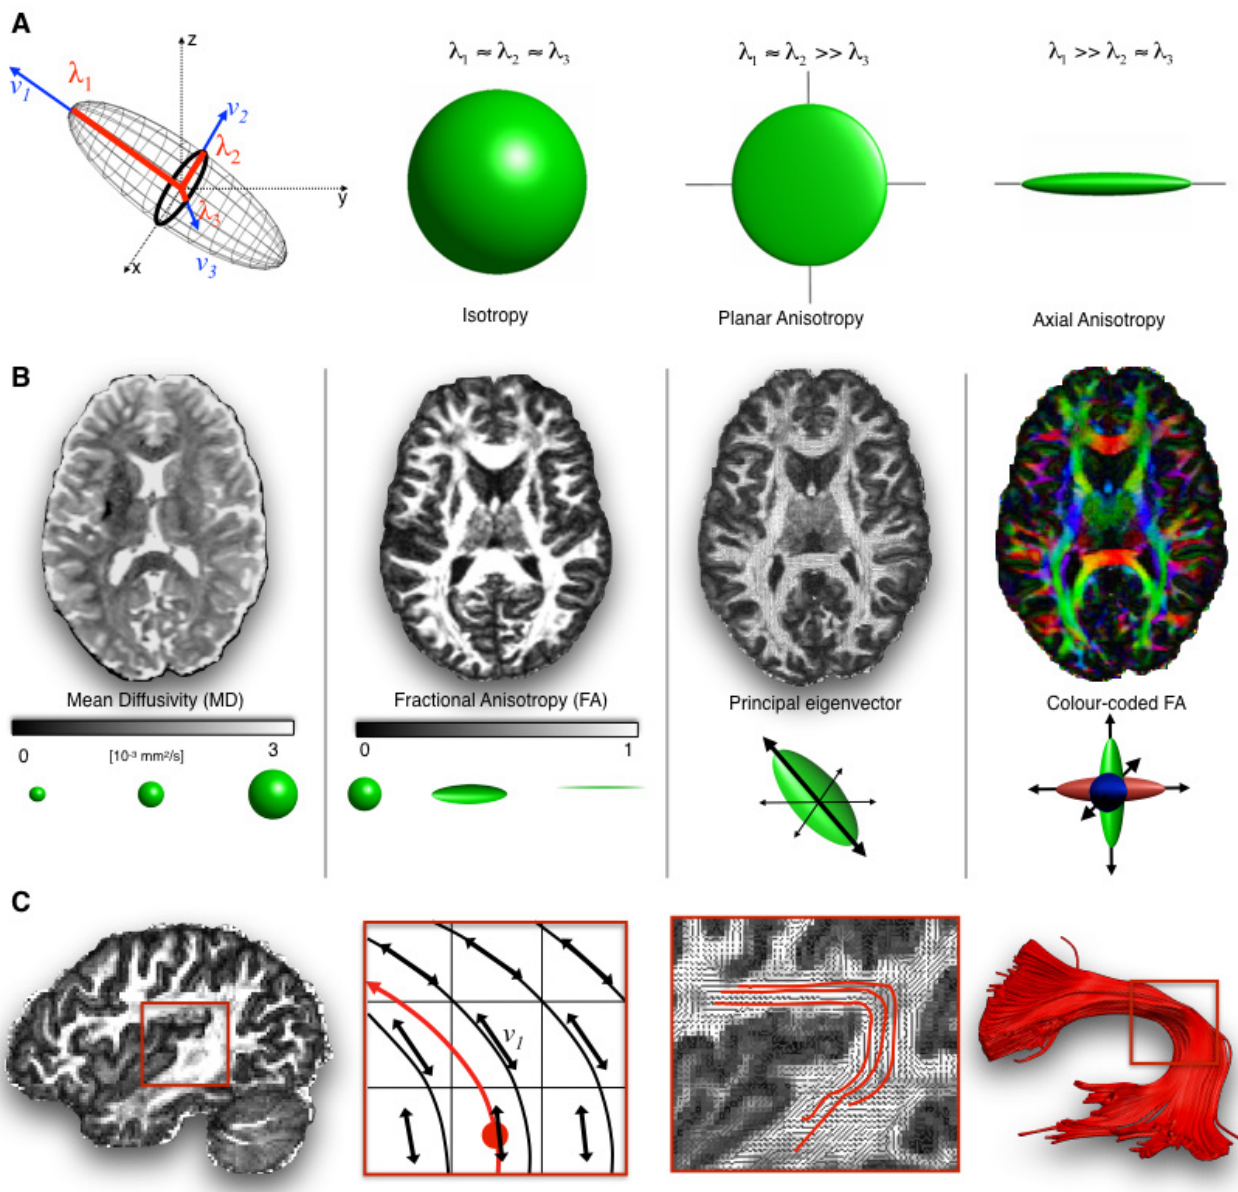 A
z
λ1
v1
v2
λ2
y
λ3
x
v3
λ1 ≈ λ2 ≈ λ3
λ1 ≈ λ2 >> λ3
λ1 >> λ2 ≈ λ3
Isotropy
Planar Anisotropy
Axial Anisotropy
B
Mean Diffusivity (MD)
0
[10-3 mm2/s]
3
Fractional Anisotropy (FA)
0
1
Principal eigenvector
Colour-coded FA
C
v1